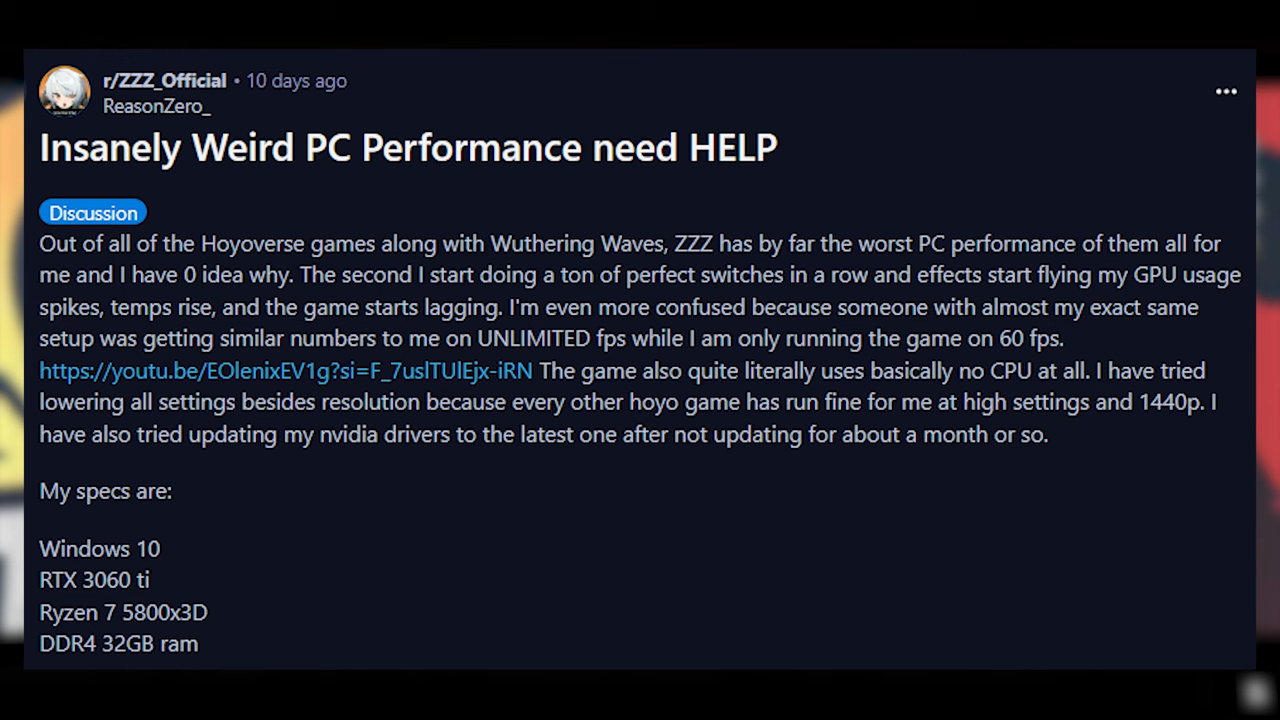 r/ZZZ_Official • 10 days ago
ReasonZero_
Insanely Weird PC Performance need HELP
Discussion
Out of all of the Hoyoverse games along with Wuthering Waves, ZZZ has by far the worst PC performance of them all for
me and I have 0 idea why. The second I start doing a ton of perfect switches in a row and effects start flying my GPU usage
spikes, temps rise, and the game starts lagging. I'm even more confused because someone with almost my exact same
setup was getting similar numbers to me on UNLIMITED fps while I am only running the game on 60 fps.
https://youtu.be/EOlenixEV1g?si=F_7uslTUlEjx-iRN The game also quite literally uses basically no CPU at all. I have tried
lowering all settings besides resolution because every other hoyo game has run fine for me at high settings and 1440p. I
have also tried updating my nvidia drivers to the latest one after not updating for about a month or so.
My specs are:
Windows 10
RTX 3060 ti
Ryzen 7 5800x3D
DDR4 32GB ram